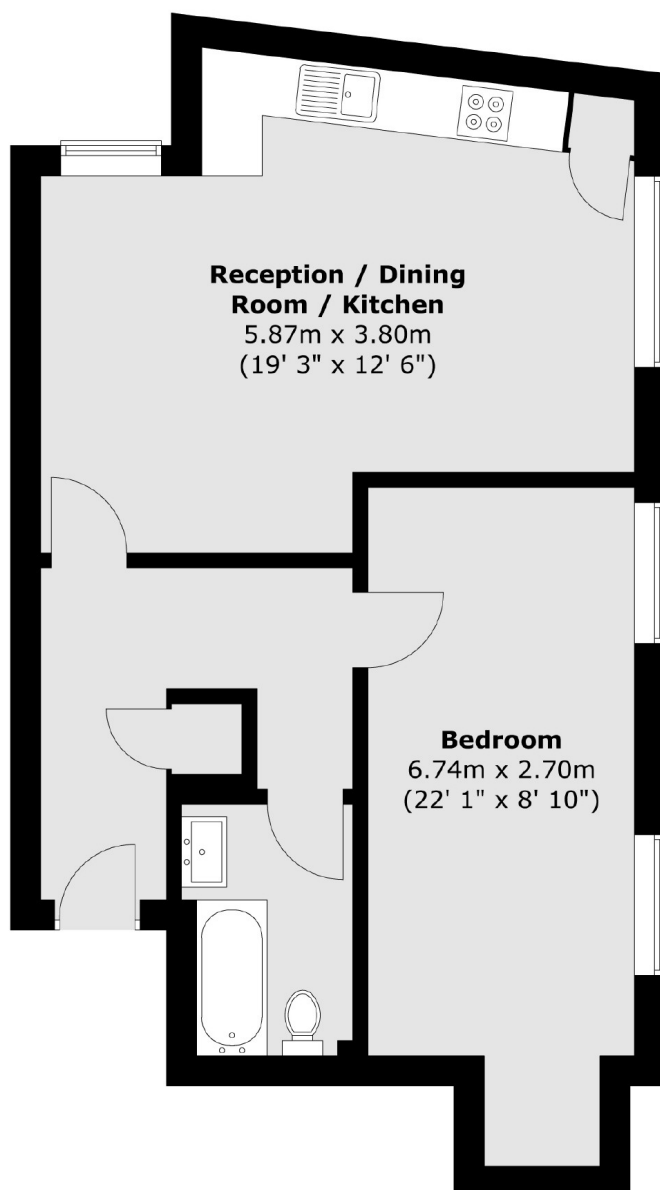 Reception / Dining
Room / Kitchen
5.87m x 3.80m
(19' 3" x 12' 6")
Bedroom
6.74m x 2.70m
(22' 1" x 8' 10")